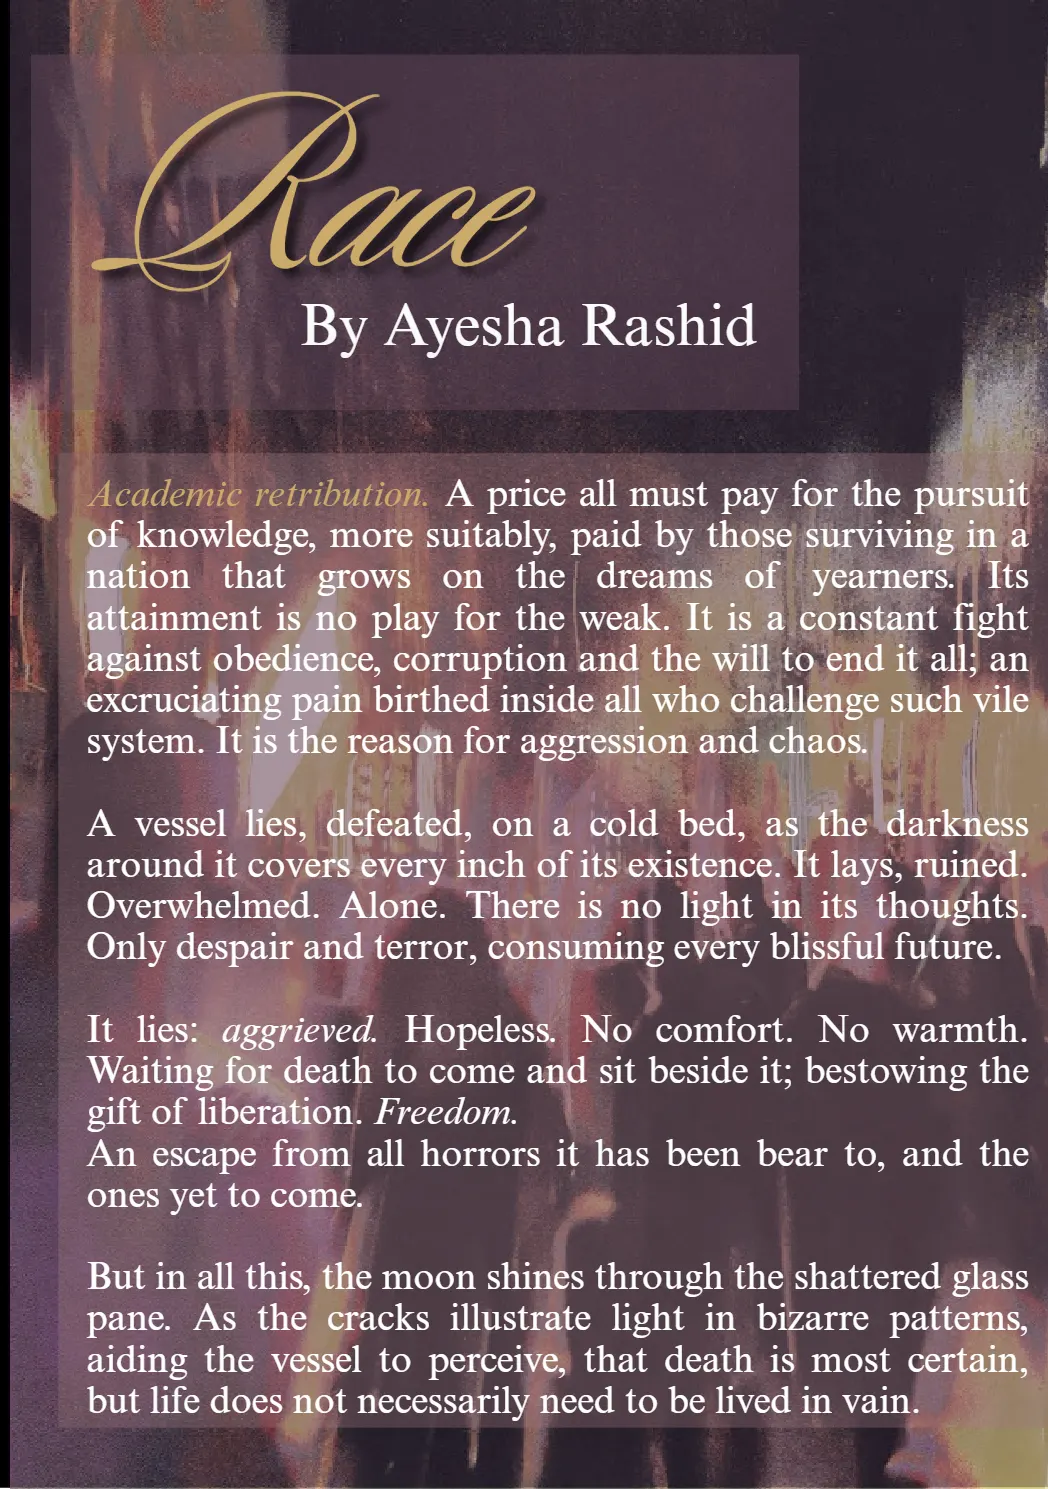 Race
By Ayesha Rashid
Academic retribution. A price all must pay for the pursuit
of knowledge, more suitably, paid by those surviving in a
nation that grows on the dreams of yearners. Its
attainment is no play for the weak. It is a constant fight
against obedience, corruption and the will to end it all; an
excruciating pain birthed inside all who challenge such vile
system. It is the reason for aggression and chaos.
A vessel lies, defeated, on a cold bed, as the darkness
around it covers every inch of its existence. It lays, ruined.
Overwhelmed. Alone. There is no light in its thoughts.
Only despair and terror, consuming every blissful future.
It lies: aggrieved. Hopeless. No comfort. No warmth.
Waiting for death to come and sit beside it; bestowing the
gift of liberation. Freedom.
An escape from all horrors it has been bear to, and the
ones yet to come.
But in all this, the moon shines through the shattered glass
pane. As the cracks illustrate light in bizarre patterns,
aiding the vessel to perceive, that death is most certain,
but life does not necessarily need to be lived in vain.